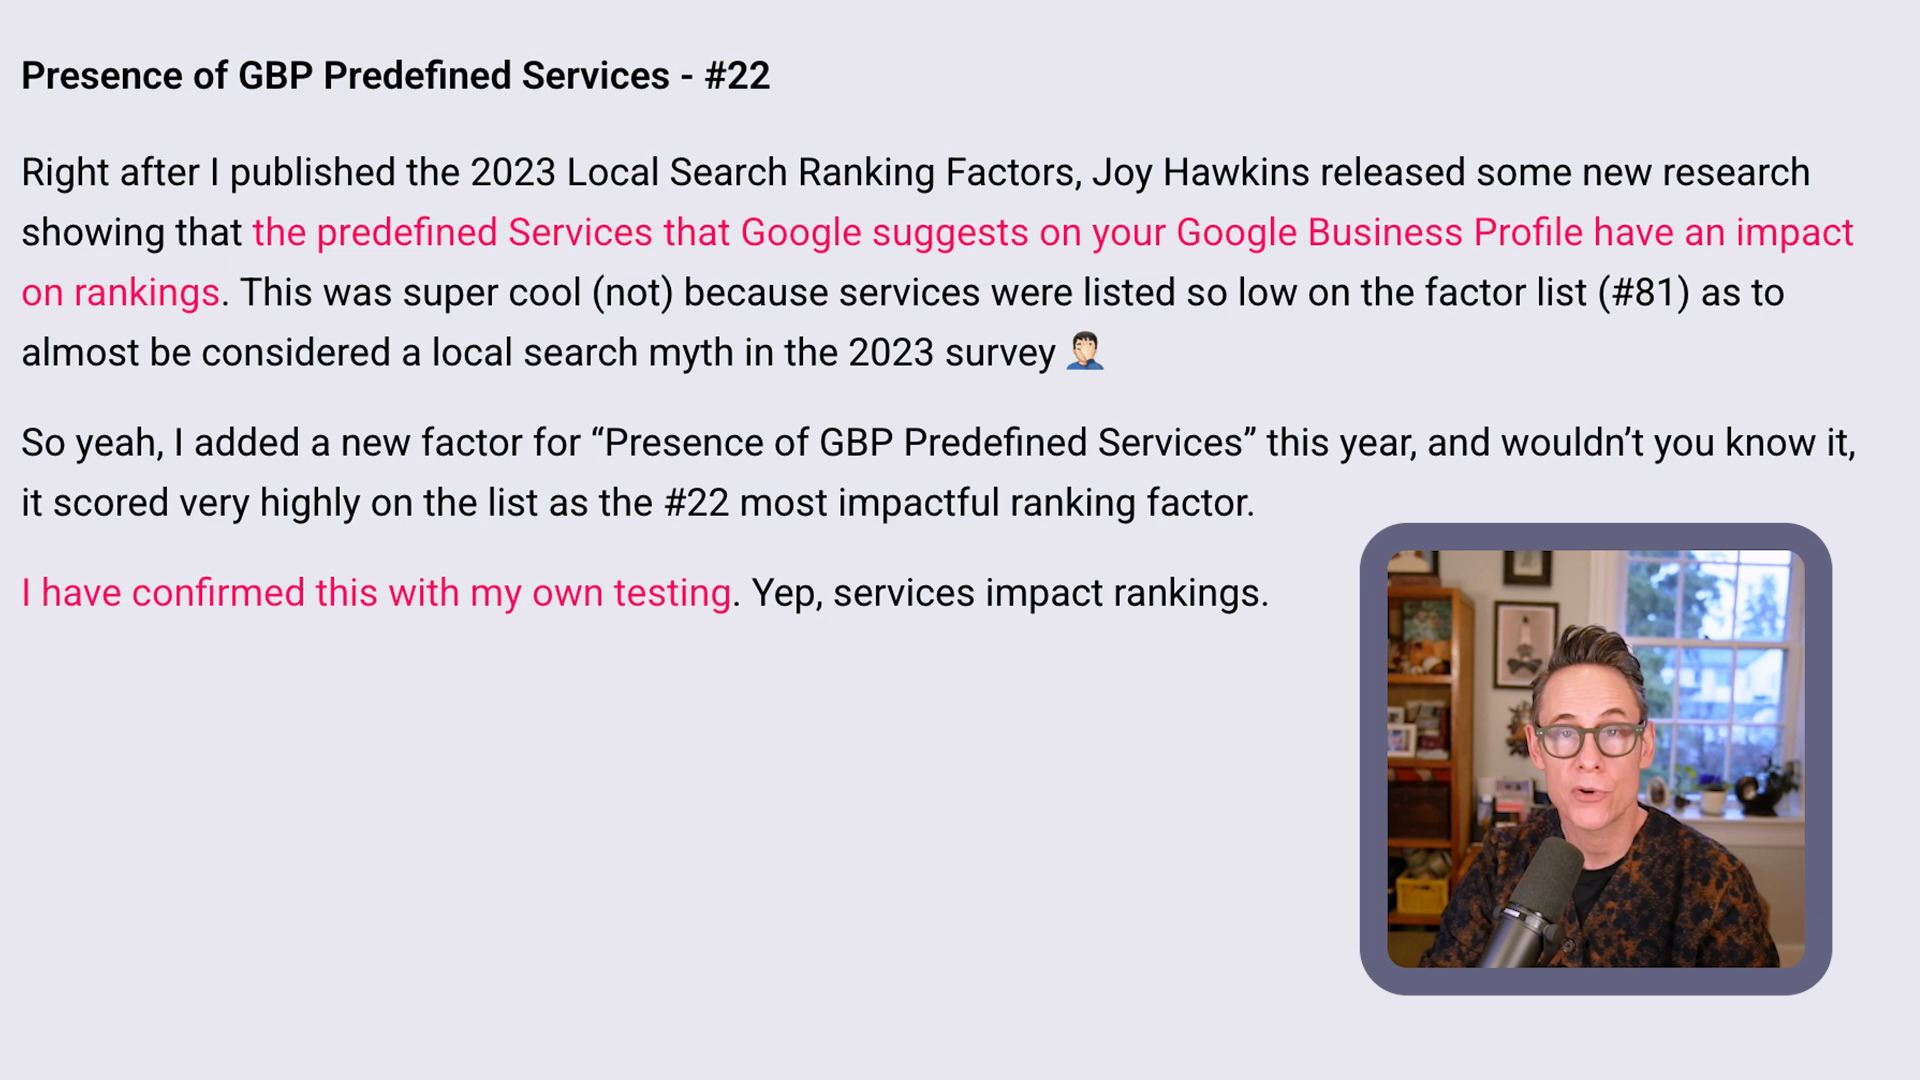 Presence of GBP Predefined Services - #22
Right after I published the 2023 Local Search Ranking Factors, Joy Hawkins released some new research
showing that the predefined Services that Google suggests on your Google Business Profile have an impact
on rankings. This was super cool (not) because services were listed so low on the factor list (#81) as to
almost be considered a local search myth in the 2023 survey 🤦🏻‍♂️
So yeah, I added a new factor for “Presence of GBP Predefined Services” this year, and wouldn’t you know it,
it scored very highly on the list as the #22 most impactful ranking factor.
I have confirmed this with my own testing. Yep, services impact rankings.